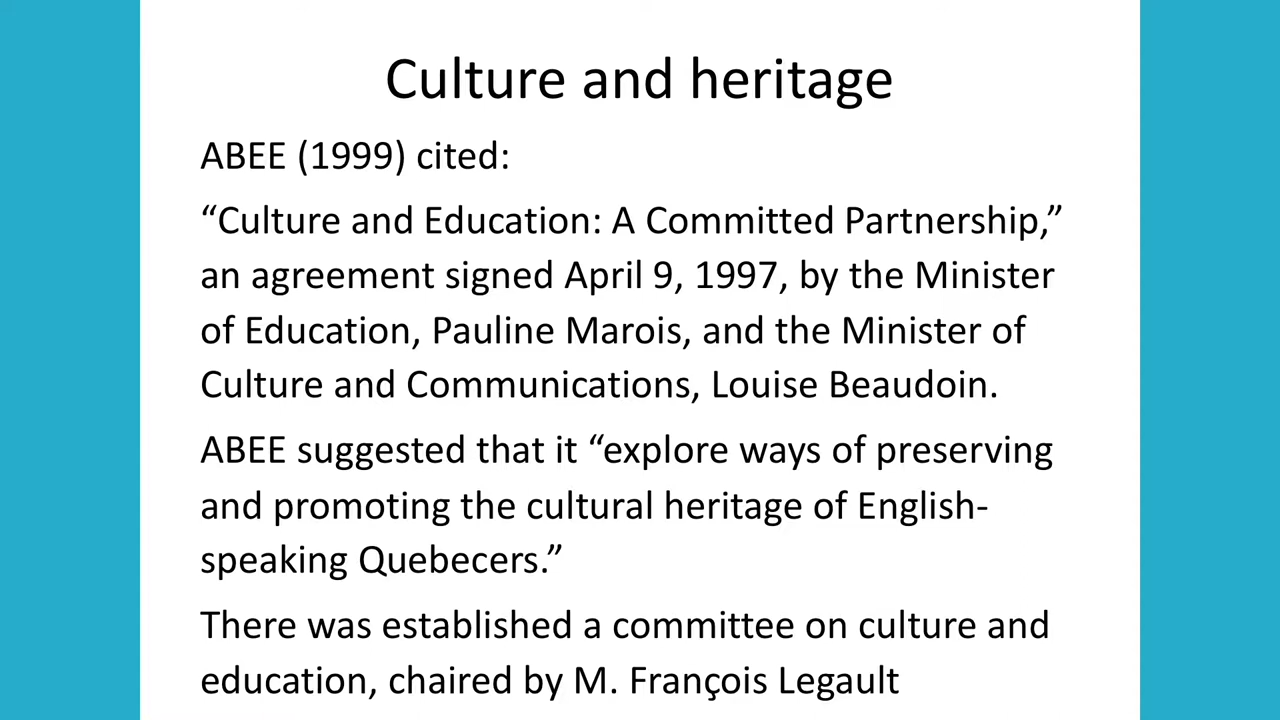 Culture and heritage
ABEE (1999) cited:
“Culture and Education: A Committed Partnership,”
an agreement signed April 9, 1997, by the Minister
of Education, Pauline Marois, and the Minister of
Culture and Communications, Louise Beaudoin.
ABEE suggested that it “explore ways of preserving
and promoting the cultural heritage of English-
speaking Quebecers.”
There was established a committee on culture and
education, chaired by M. François Legault